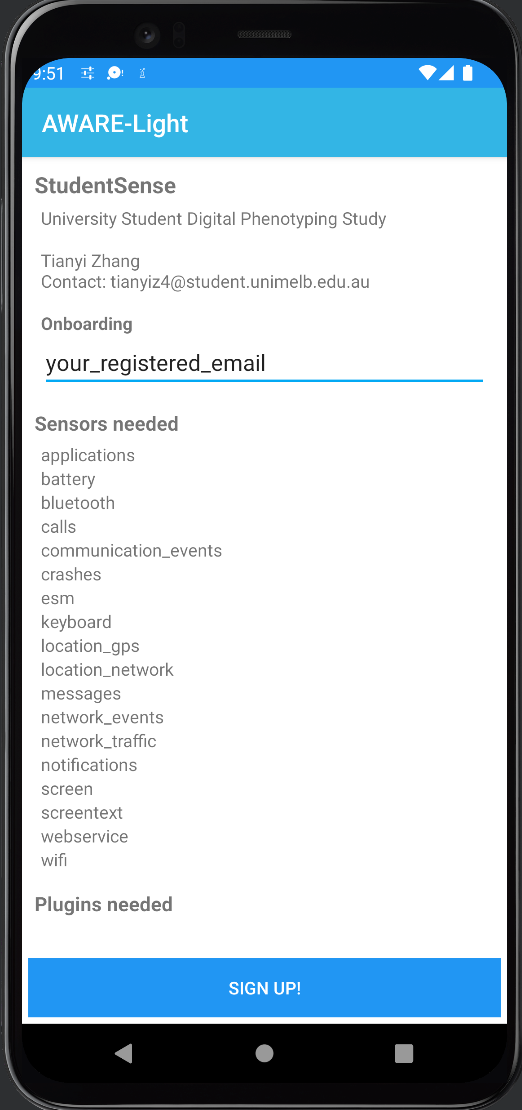 9:51
AWARE-Light
StudentSense
University Student Digital Phenotyping Study
Tianyi Zhang
Contact: tianyiz4@student.unimelb.edu.au
Onboarding
your_registered_email
Sensors needed
applications
battery
bluetooth
calls
communication_events
crashes
esm
keyboard
location_gps
location_network
messages
network_events
network_traffic
notifications
screen
screentext
webservice
wifi
Plugins needed
SIGN UP!